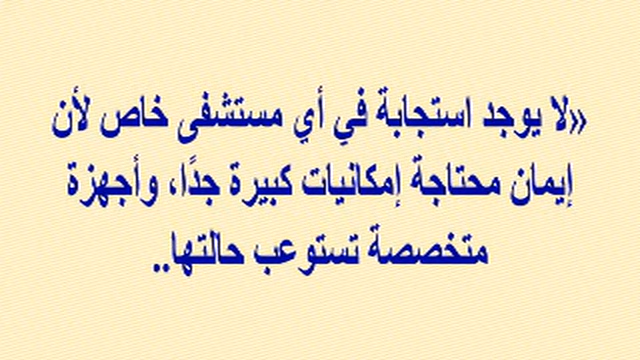 «لا يوجد استجابة في أي مستشفى خاص لأن
إيمان محتاجة إمكانيات كبيرة جدًا، وأجهزة
متخصصة تستوعب حالتها..